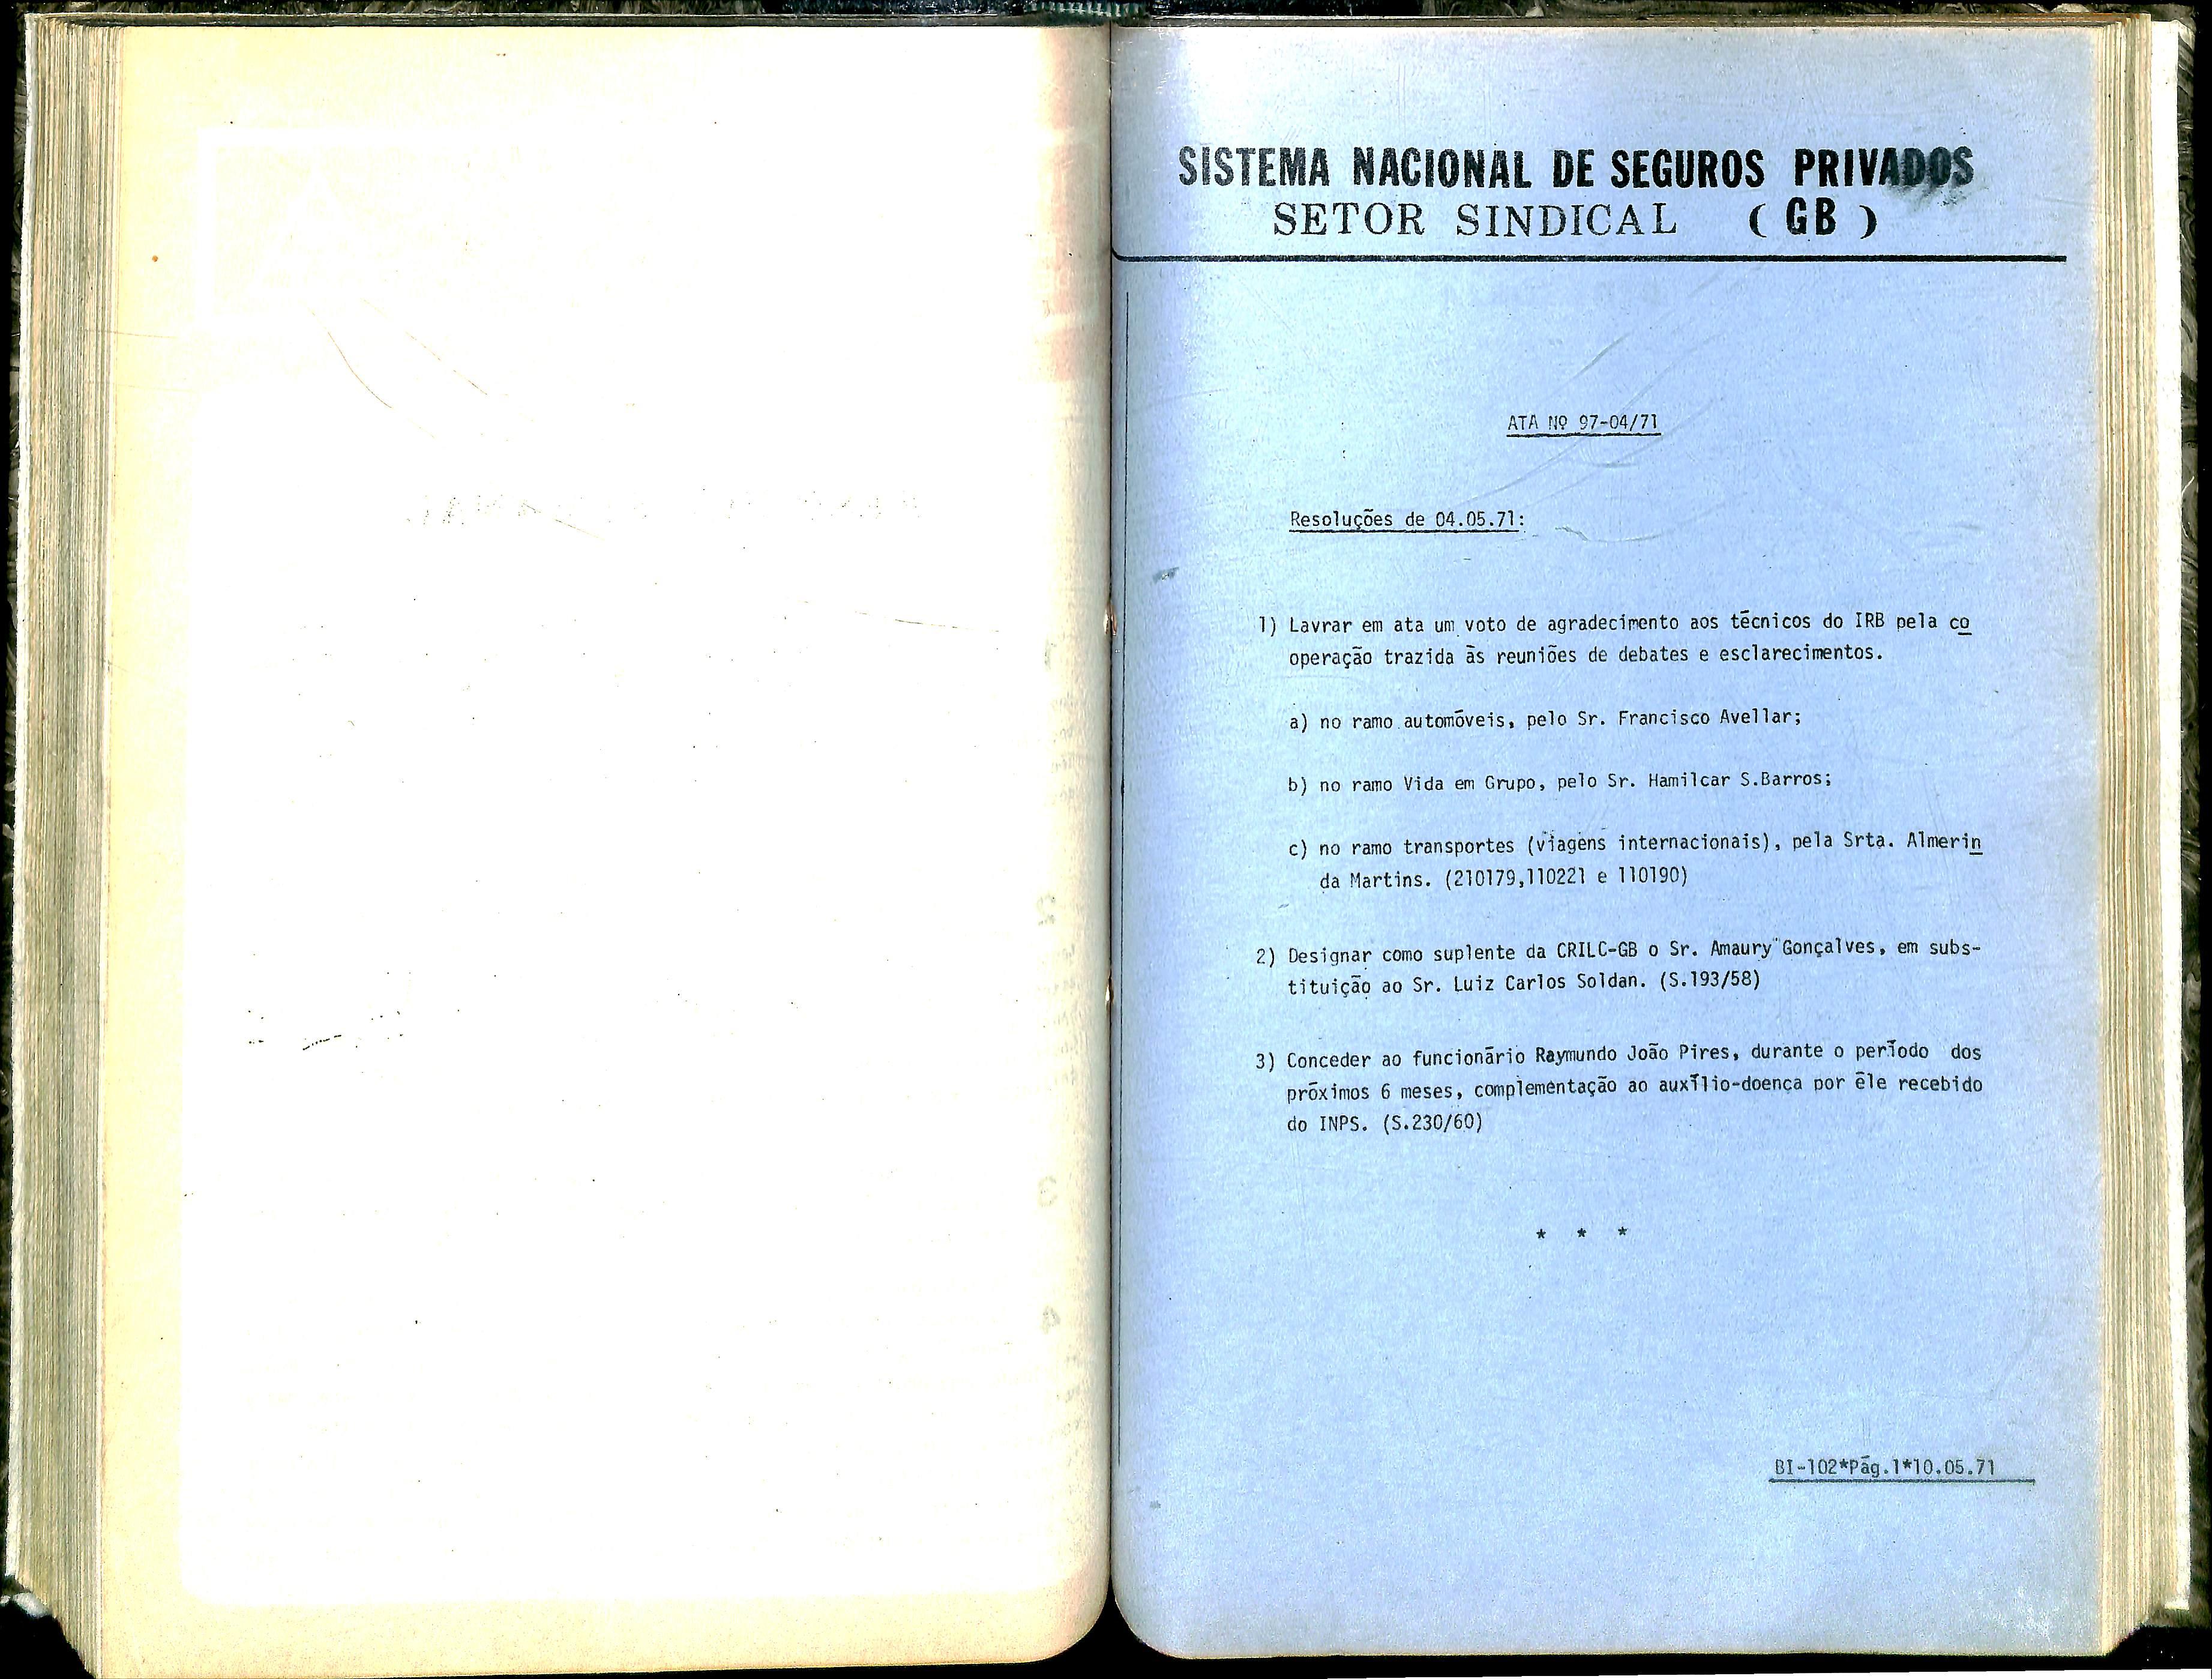 SISTEMA NACIONAL DE SEGUROS PRIVADOS
SETOR SINDICAL ( GB )
ATA Nº 97-04/71
Resoluções de 04.05.71:
1) Lavrar em ata um voto de agradecimento aos técnicos do IRB pela co
operação trazida às reuniões de debates e esclarecimentos.
a) no ramo automóveis, pelo Sr. Francisco Avellar;
b) no ramo Vida em Grupo, pelo Sr. Hamilcar S.Barros;
c) no ramo transportes (viagens internacionais), pela Srta. Almerin
da Martins. (210179,110221 e 110190)
2) Designar como suplente da CRILC-GB o Sr. Amaury Gonçalves, em subs-
tituição ao Sr. Luiz Carlos Soldan. (S.193/58)
3) Conceder ao funcionário Raymundo João Pires, durante o período dos
próximos 6 meses, complementação ao auxílio-doença por êle recebido
do INPS. (S.230/60)
* * *
BI-102*Pág.1*10.05.71